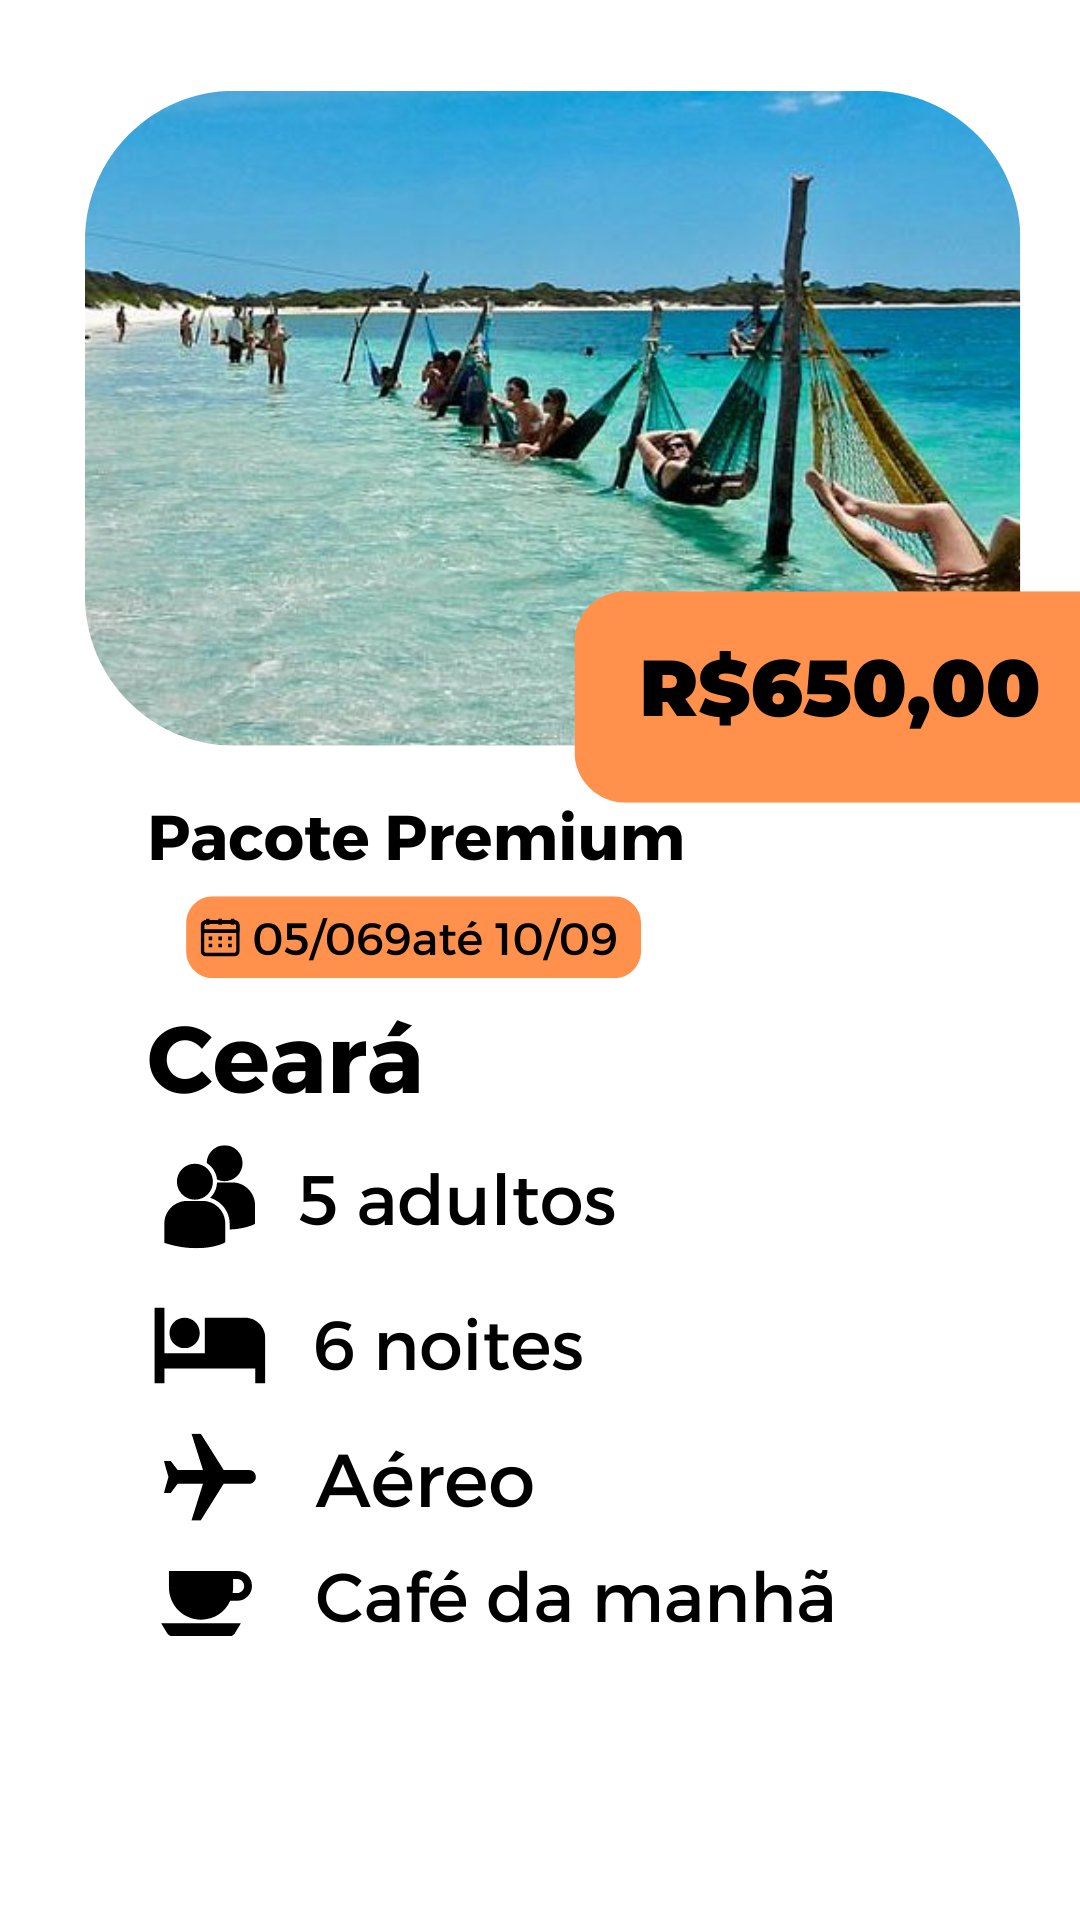 R$650,00
Pacote Premium
05/069até 10/09
Ceará
5 adultos
6 noites
Aéreo
Café da manhã